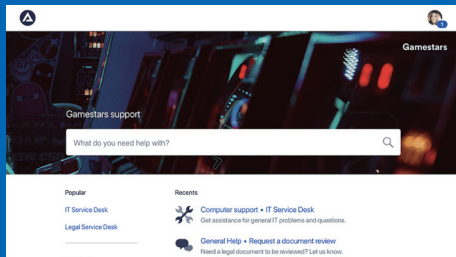 1
Gamestars
Gamestars support
What do you need help with?
Popular
Recents
IT Service Desk
Computer support • IT Service Desk
Get assistance for general IT problems and questions.
Legal Service Desk
General Help • Request a document review
Need a legal document to be reviewed? Let us know.